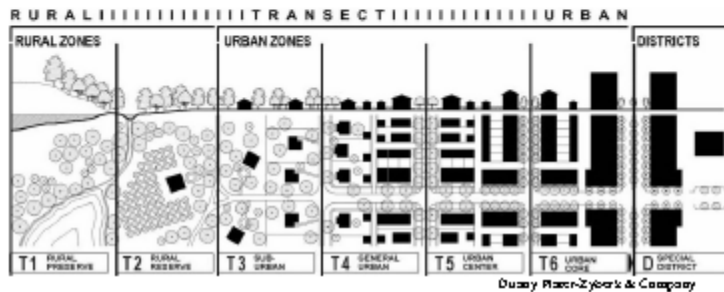 RURAL I I I I I I I I I I I I I I T R A N S E C T I I I I I I I I I I I I I I I URBAN
RURAL ZONES URBAN ZONES DISTRICTS
T1 RURAL PRESERVE T2 RURAL RESERVE T3 SUB-URBAN T4 GENERAL URBAN T5 URBAN CENTER T6 URBAN CORE D SPECIAL DISTRICT
Duany Plater-Zyberk & Company